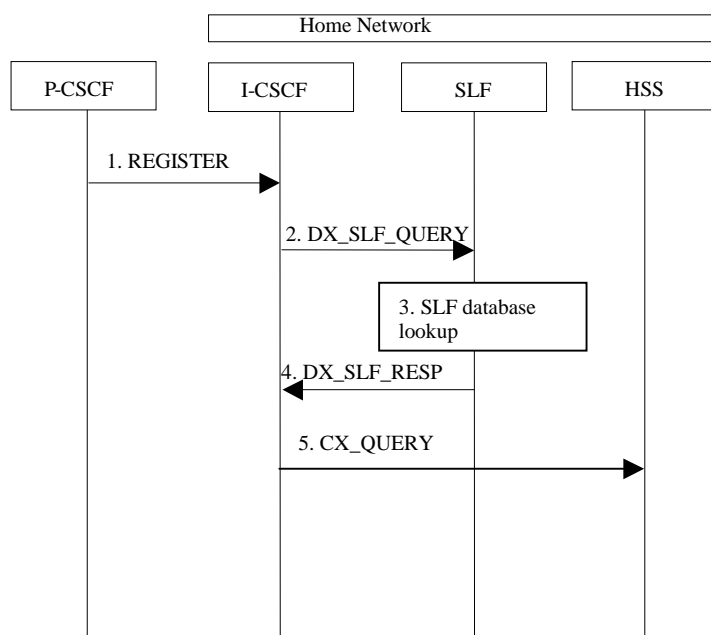 Home Network
P-CSCF
I-CSCF
SLF
HSS
1. REGISTER
2. DX_SLF_QUERY
3. SLF database
lookup
4. DX_SLF_RESP
5. CX_QUERY